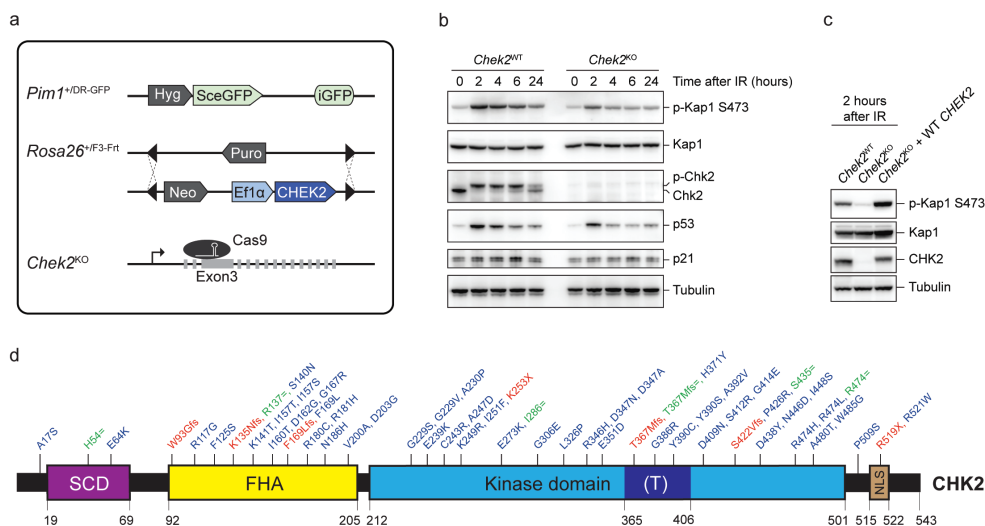 a
Pim1+/DR-GFP
Hyg
SceGFP
iGFP
Rosa26+/F3-Frt
Puro
Neo
Ef1α
CHEK2
Chek2KO
Cas9
Exon3
b
Chek2WT
Chek2KO
0 2 4 6 24
0 2 4 6 24
Time after IR (hours)
p-Kap1 S473
Kap1
p-Chk2
Chk2
p53
p21
Tubulin
c
2 hours
after IR
Chek2WT
Chek2KO
Chek2KO + WT CHEK2
p-Kap1 S473
Kap1
CHK2
Tubulin
d
A17S
H54=
E64K
W93Gfs
R117G
F125S
K135Nfs, R137=, S140N
K141T, I157T, I157S
I160T, D162G, G167R
F169Lfs, F169L
R180C, R181H
N186H
V200A, D203G
G229S, G229V, A230P
E239K
C243R, A247D
K249R, I251F, K253X
E273K, I286=
G306E
L326P
R346H, D347N, D347A
E351D
T367Mfs, T367Mfs=, H371Y
G386R
Y390C, Y390S, A392V
D409N, S412R, G414E
S422Vfs, P426R, S435=
D438Y, N446D, I448S
R474H, R474L, R474=
A480T, W485G
P509S
R519X, R521W
SCD
FHA
Kinase domain
(T)
NLS
CHK2
19 69 92 205 212 365 406 501 515 522 543